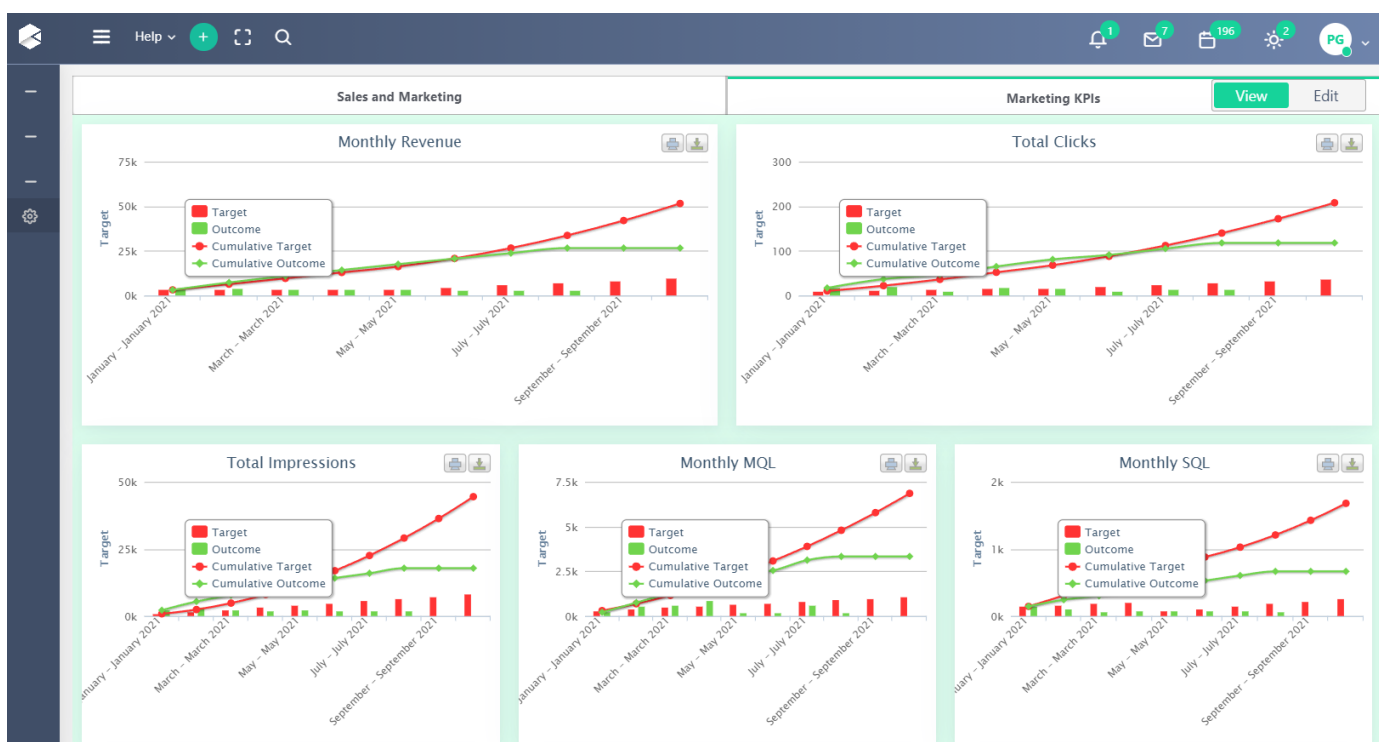 Help
1
7
196
2
PG
Sales and Marketing
Marketing KPIs
View
Edit
Monthly Revenue
75k
50k
25k
0k
Target
Target
Outcome
Cumulative Target
Cumulative Outcome
January - January 2021
March - March 2021
May - May 2021
July - July 2021
September - September 2021
Total Clicks
300
200
100
0
Target
Target
Outcome
Cumulative Target
Cumulative Outcome
January - January 2021
March - March 2021
May - May 2021
July - July 2021
September - September 2021
Total Impressions
50k
25k
0k
Target
Target
Outcome
Cumulative Target
Cumulative Outcome
nuary - January 2021
March - March 2021
May - May 2021
July - July 2021
September - September 2021
Monthly MQL
7.5k
5k
2.5k
0k
Target
Target
Outcome
Cumulative Target
Cumulative Outcome
anuary - January 2021
March - March 2021
May - May 2021
July - July 2021
September - September 2021
Monthly SQL
2k
1k
0k
Target
Target
Outcome
Cumulative Target
Cumulative Outcome
uary - January 2021
March - March 2021
May - May 2021
July - July 2021
September - September 2021